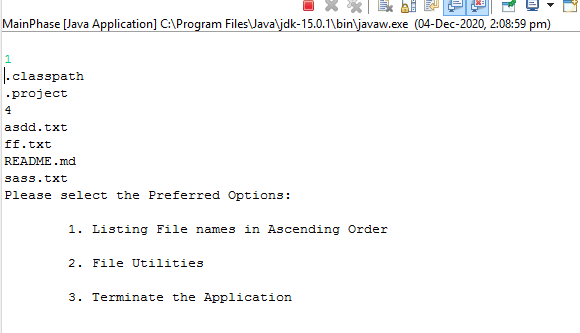 MainPhase [Java Application] C:\Program Files\Java\jdk-15.0.1\bin\javaw.exe (04-Dec-2020, 2:08:59 pm)
1
.classpath
.project
4
asdd.txt
ff.txt
README.md
sass.txt
Please select the Preferred Options:
1. Listing File names in Ascending Order
2. File Utilities
3. Terminate the Application